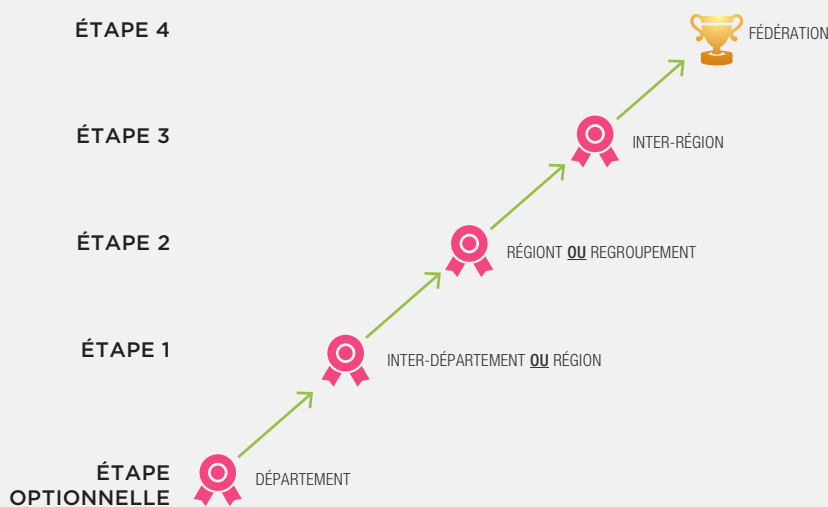 ÉTAPE 4
FÉDÉRATION
ÉTAPE 3
INTER-RÉGION
ÉTAPE 2
RÉGIONT OU REGROUPEMENT
ÉTAPE 1
INTER-DÉPARTEMENT OU RÉGION
ÉTAPE
OPTIONNELLE
DÉPARTEMENT